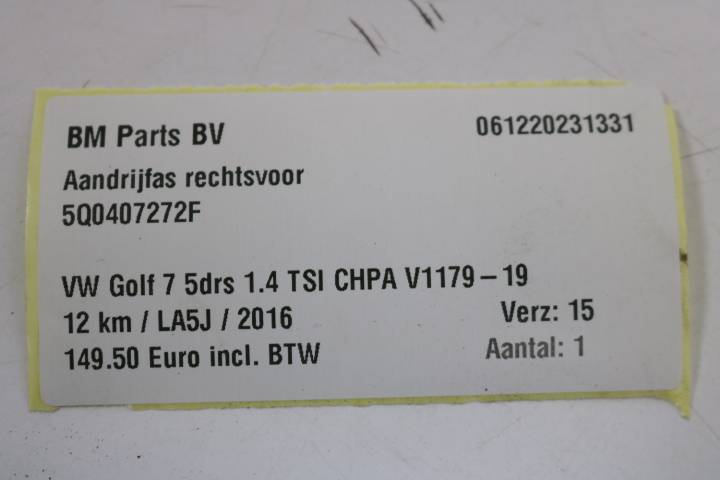 BM Parts BV 061220231331
Aandrijfas rechtsvoor
5Q0407272F
VW Golf 7 5drs 1.4 TSI CHPA V1179-19
12 km / LA5J / 2016 Verz: 15
149.50 Euro incl. BTW Aantal: 1